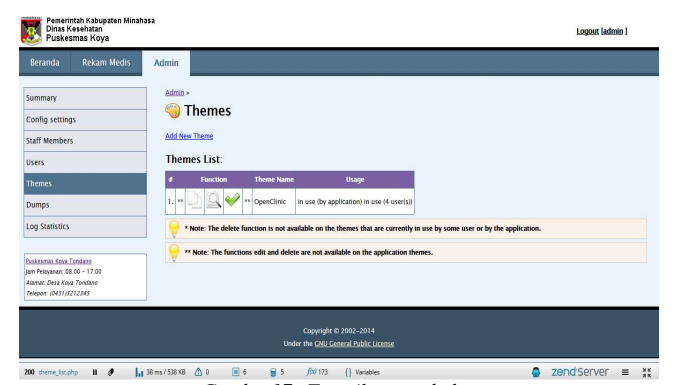 Pemerintah Kabupaten Minahasa
Dinas Kesehatan
Puskesmas Koya
Logout [admin ]
Beranda Rekam Medis Admin
Summary
Config settings
Staff Members
Users
Themes
Dumps
Log Statistics
Puskesmas Koya Tondano
Jam Pelayanan: 08.00 - 17.00
Alamat: Desa Koya Tondano
Telepon: (0431)3212345
Admin »
Themes
Add New Theme
Themes List:
# Function Theme Name Usage
1. ** ** OpenClinic in use (by application) in use (4 user(s))
* Note: The delete function is not available on the themes that are currently in use by some user or by the application.
** Note: The functions edit and delete are not available on the application themes.
Copyright © 2002-2014
Under the GNU General Public License
200 theme_list.php 38 ms / 538 KB 0 6 5 f(x) 173 {} Variables zend server